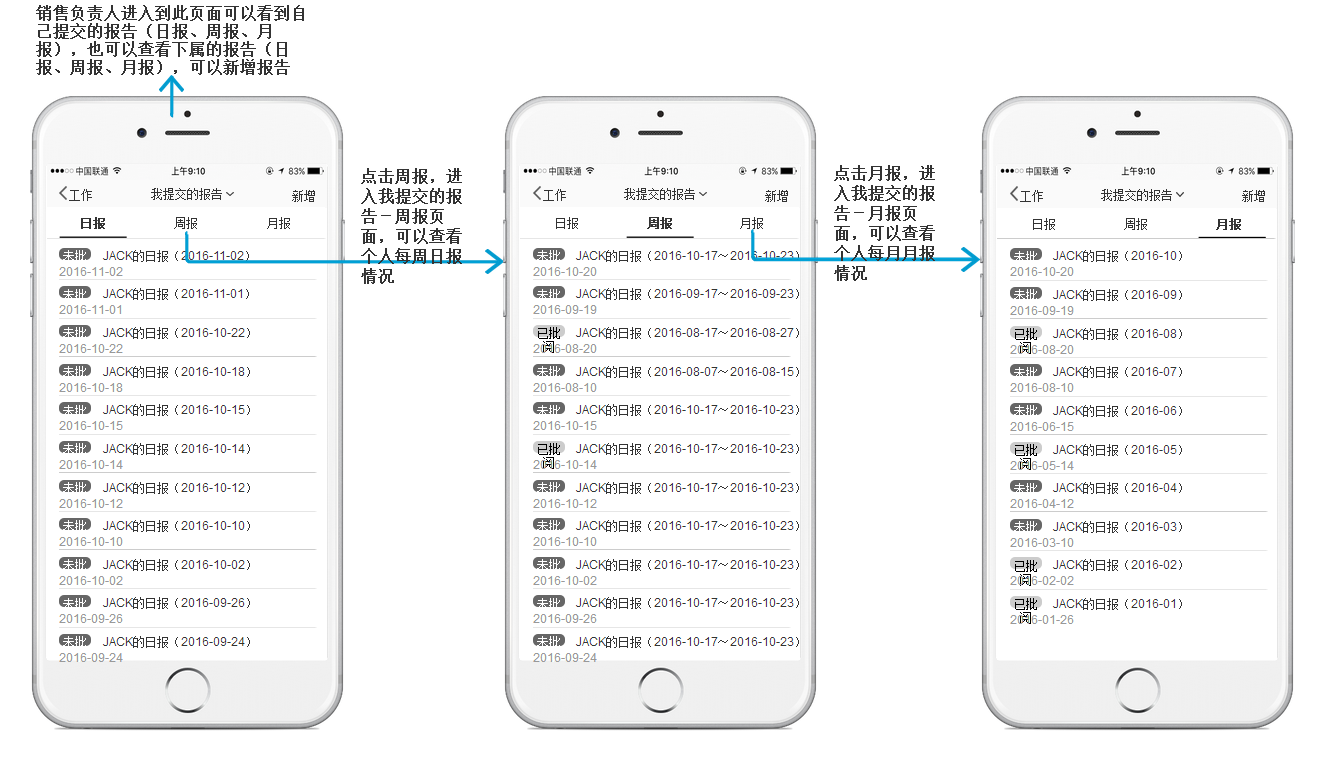 销售负责人进入到此页面可以看到自
己提交的报告（日报、周报、月
报），也可以查看下属的报告（日
报、周报、月报），可以新增报告
中国联通 上午9:10 83%
工作 我提交的报告 新增
日报 周报 月报
未批 JACK的日报（2016-11-02）
2016-11-02
未批 JACK的日报（2016-11-01）
2016-11-01
未批 JACK的日报（2016-10-22）
2016-10-22
未批 JACK的日报（2016-10-18）
2016-10-18
未批 JACK的日报（2016-10-15）
2016-10-15
未批 JACK的日报（2016-10-14）
2016-10-14
未批 JACK的日报（2016-10-12）
2016-10-12
未批 JACK的日报（2016-10-10）
2016-10-10
未批 JACK的日报（2016-10-02）
2016-10-02
未批 JACK的日报（2016-09-26）
2016-09-26
未批 JACK的日报（2016-09-24）
2016-09-24
点击周报，进
入我提交的报
告－周报页
面，可以查看
个人每周日报
情况
中国联通 上午9:10 83%
工作 我提交的报告 新增
日报 周报 月报
未批 JACK的日报（2016-10-17～2016-10-23）
2016-10-20
未批 JACK的日报（2016-09-17～2016-09-23）
2016-09-19
已批阅 JACK的日报（2016-08-17～2016-08-27）
2016-08-20
未批 JACK的日报（2016-08-07～2016-08-15）
2016-08-10
未批 JACK的日报（2016-10-17～2016-10-23）
2016-10-15
已批阅 JACK的日报（2016-10-17～2016-10-23）
2016-10-14
未批 JACK的日报（2016-10-17～2016-10-23）
2016-10-12
未批 JACK的日报（2016-10-17～2016-10-23）
2016-10-10
未批 JACK的日报（2016-10-17～2016-10-23）
2016-10-02
未批 JACK的日报（2016-10-17～2016-10-23）
2016-09-26
未批 JACK的日报（2016-10-17～2016-10-23）
2016-09-24
点击月报，进
入我提交的报
告－月报页
面，可以查看
个人每月月报
情况
中国联通 上午9:10 83%
工作 我提交的报告 新增
日报 周报 月报
未批 JACK的日报（2016-10）
2016-10-20
未批 JACK的日报（2016-09）
2016-09-19
已批阅 JACK的日报（2016-08）
2016-08-20
未批 JACK的日报（2016-07）
2016-08-10
未批 JACK的日报（2016-06）
2016-06-15
已批阅 JACK的日报（2016-05）
2016-05-14
未批 JACK的日报（2016-04）
2016-04-12
未批 JACK的日报（2016-03）
2016-03-10
已批阅 JACK的日报（2016-02）
2016-02-02
已批阅 JACK的日报（2016-01）
2016-01-26